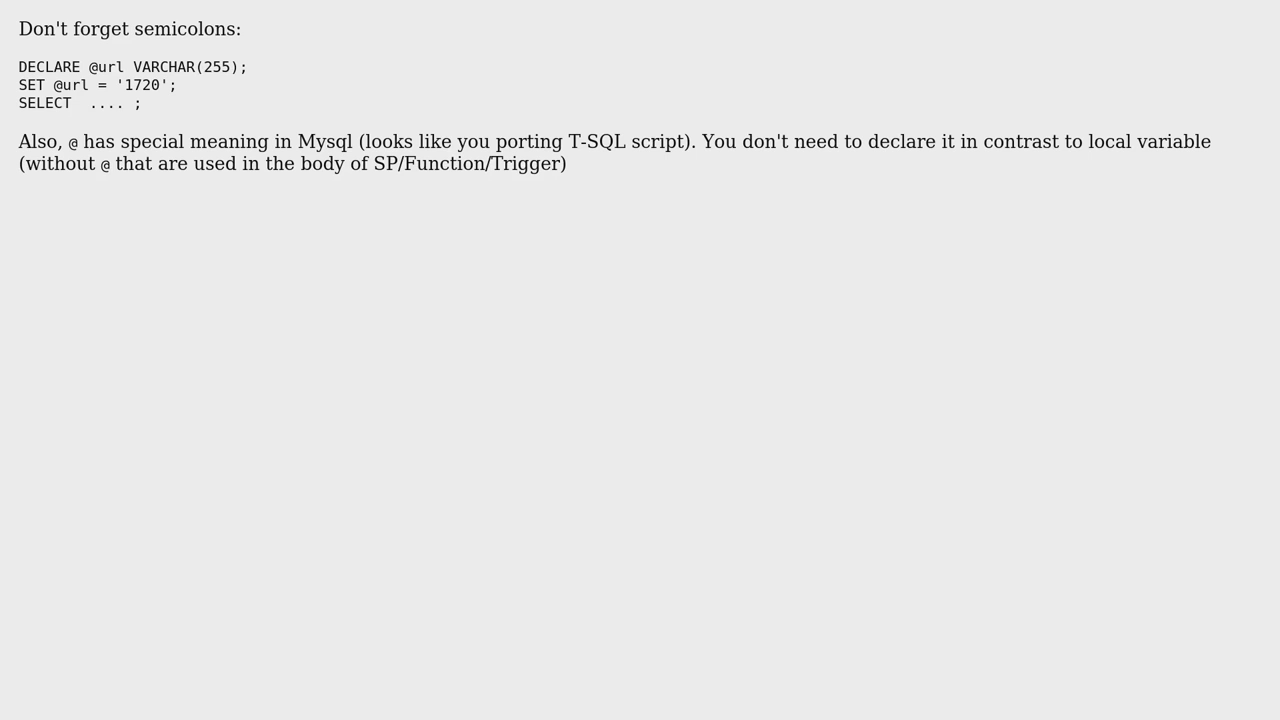 Don't forget semicolons:
DECLARE @url VARCHAR(255);
SET @url = '1720';
SELECT  .... ;
Also, @ has special meaning in Mysql (looks like you porting T-SQL script). You don't need to declare it in contrast to local variable
(without @ that are used in the body of SP/Function/Trigger)